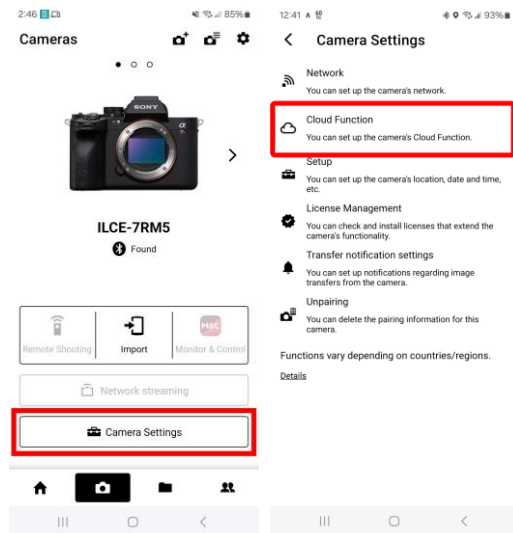 2:46
85%
Cameras
SONY
ILCE-7RM5
Found
Remote Shooting
Import
M&C
Monitor & Control
Network streaming
Camera Settings
12:41
93%
Camera Settings
Network
You can set up the camera's network.
Cloud Function
You can set up the camera's Cloud Function.
Setup
You can set up the camera's location, date and time,
etc.
License Management
You can check and install licenses that extend the
camera's functionality.
Transfer notification settings
You can set up notifications regarding image
transfers from the camera.
Unpairing
You can delete the pairing information for this
camera.
Functions vary depending on countries/regions.
Details